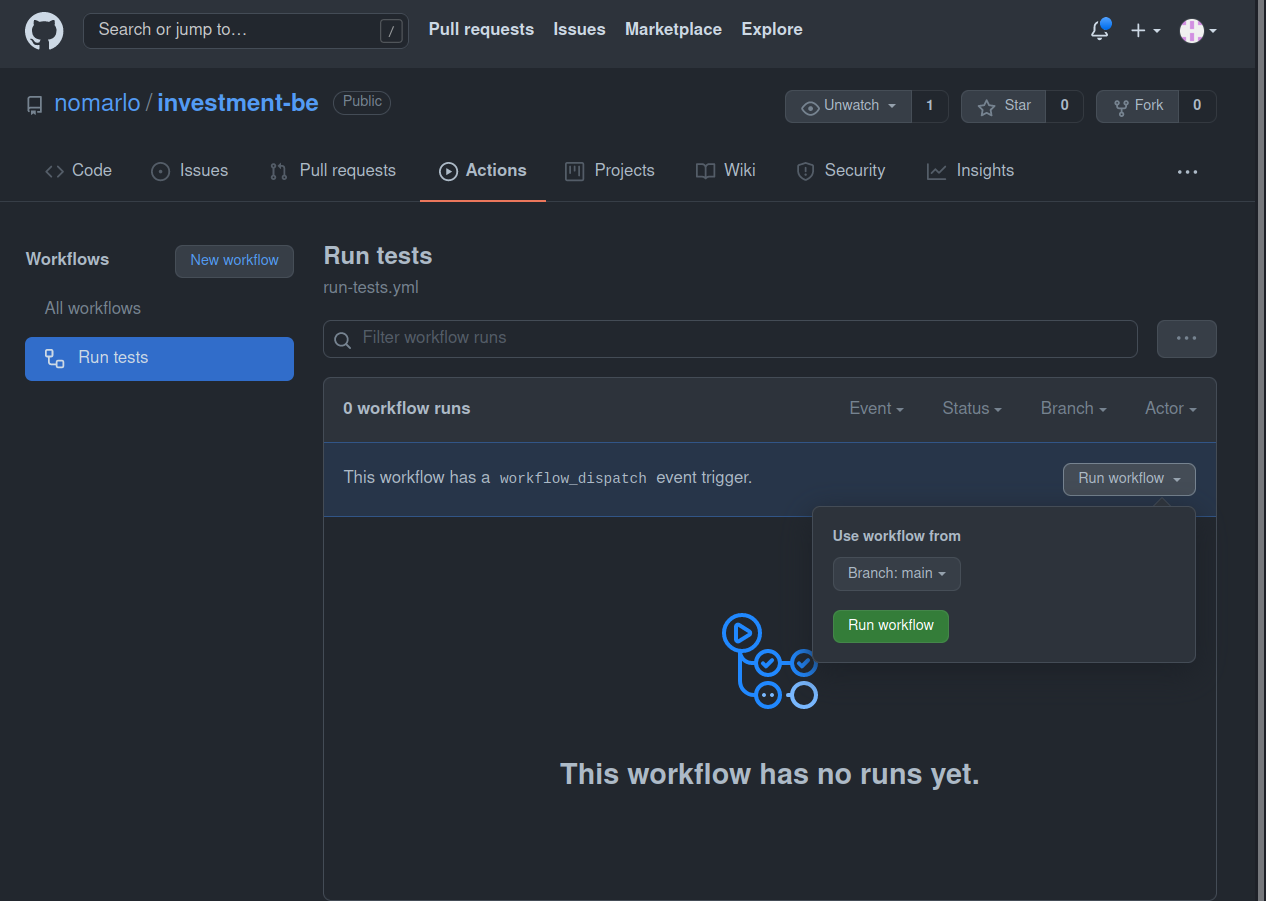 Search or jump to… /
Pull requests Issues Marketplace Explore
nomarlo / investment-be Public
Unwatch 1 Star 0 Fork 0
Code Issues Pull requests Actions Projects Wiki Security Insights
Workflows
New workflow
All workflows
Run tests
Run tests
run-tests.yml
Filter workflow runs
0 workflow runs
Event Status Branch Actor
This workflow has a workflow_dispatch event trigger.
Run workflow
Use workflow from
Branch: main
Run workflow
This workflow has no runs yet.